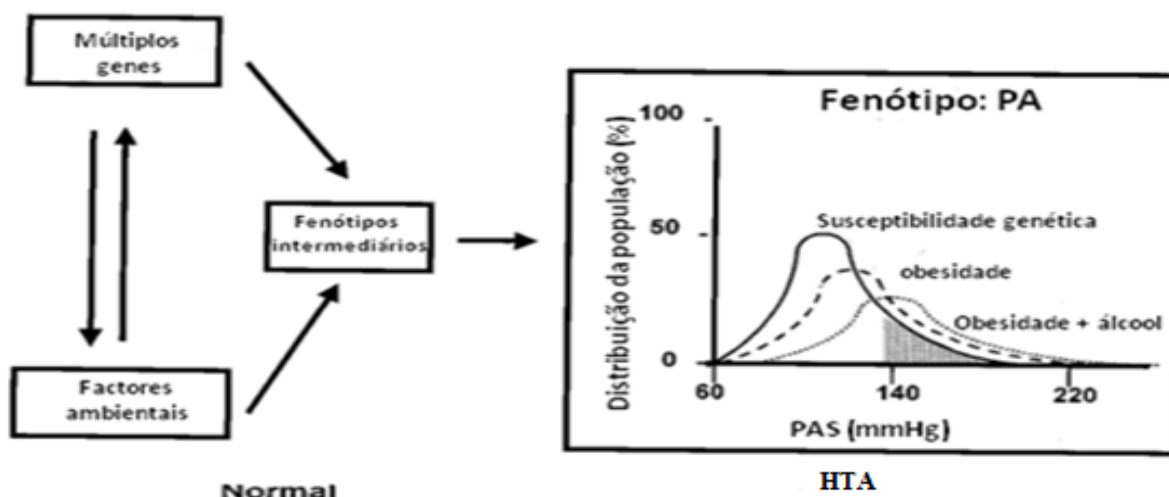 Múltiplos
genes
Fenótipos
intermediários
Factores
ambientais
Normal
Fenótipo: PA
Distribuição da população (%)
100
50
0
Susceptibilidade genética
obesidade
Obesidade + álcool
60
140
220
PAS (mmHg)
HTA